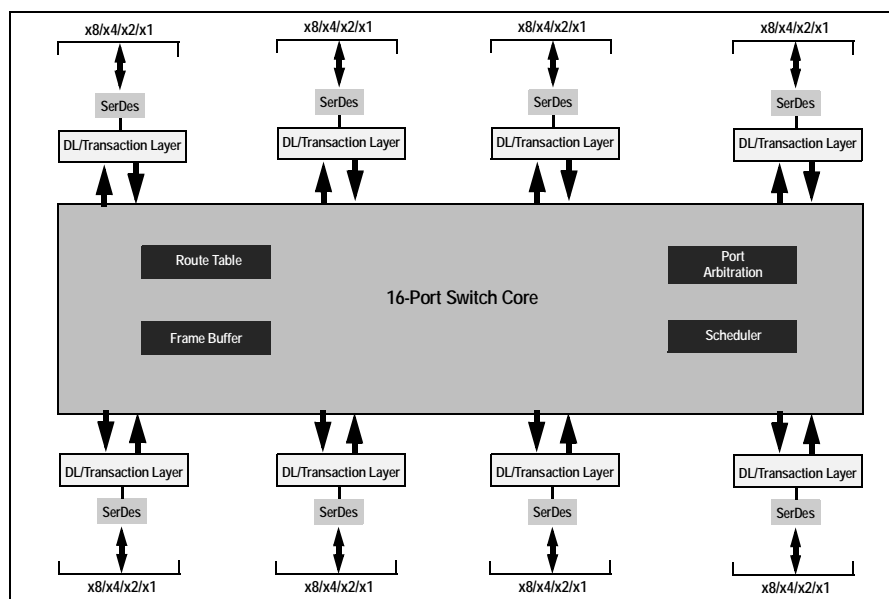 x8/x4/x2/x1 x8/x4/x2/x1 x8/x4/x2/x1 x8/x4/x2/x1
SerDes SerDes SerDes SerDes
DL/Transaction Layer DL/Transaction Layer DL/Transaction Layer DL/Transaction Layer
Route Table
Port
Arbitration
16-Port Switch Core
Frame Buffer
Scheduler
DL/Transaction Layer DL/Transaction Layer DL/Transaction Layer DL/Transaction Layer
SerDes SerDes SerDes SerDes
x8/x4/x2/x1 x8/x4/x2/x1 x8/x4/x2/x1 x8/x4/x2/x1